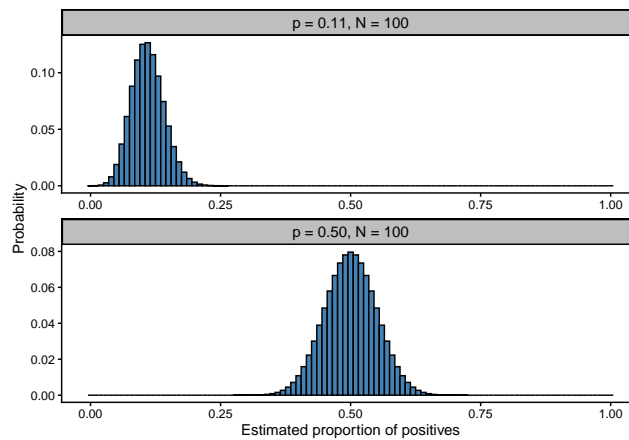 p = 0.11, N = 100
0.10
0.05
0.00
0.00 0.25 0.50 0.75 1.00
Probability
p = 0.50, N = 100
0.08
0.06
0.04
0.02
0.00
0.00 0.25 0.50 0.75 1.00
Estimated proportion of positives